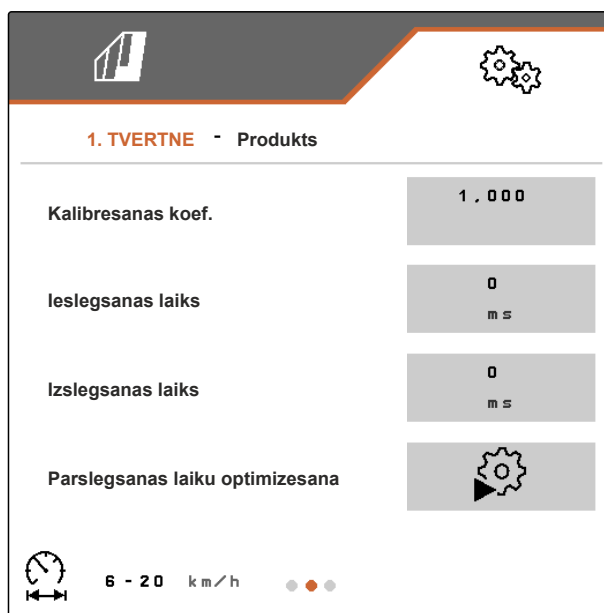 1. TVERTNE - Produkts
Kalibresanas koef.
1,000
Ieslegsanas laiks
0
ms
Izslegsanas laiks
0
ms
Parslegsanas laiku optimizesana
6 - 20 km/h